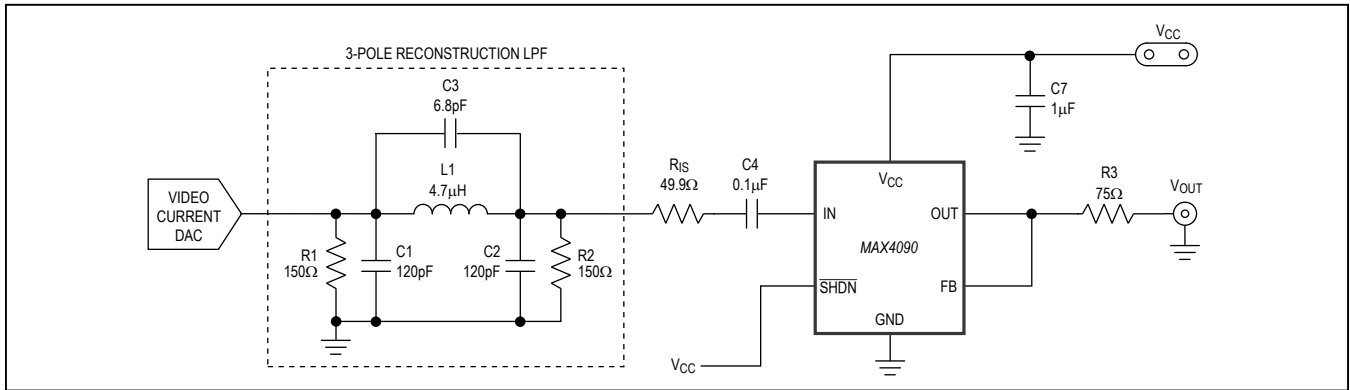 3-POLE RECONSTRUCTION LPF
C3
6.8pF
L1
4.7μH
VIDEO
CURRENT
DAC
R1
150Ω
C1
120pF
C2
120pF
R2
150Ω
RIS
49.9Ω
C4
0.1μF
VCC
C7
1μF
VCC
IN
OUT
MAX4090
SHDN
FB
GND
VCC
R3
75Ω
VOUT